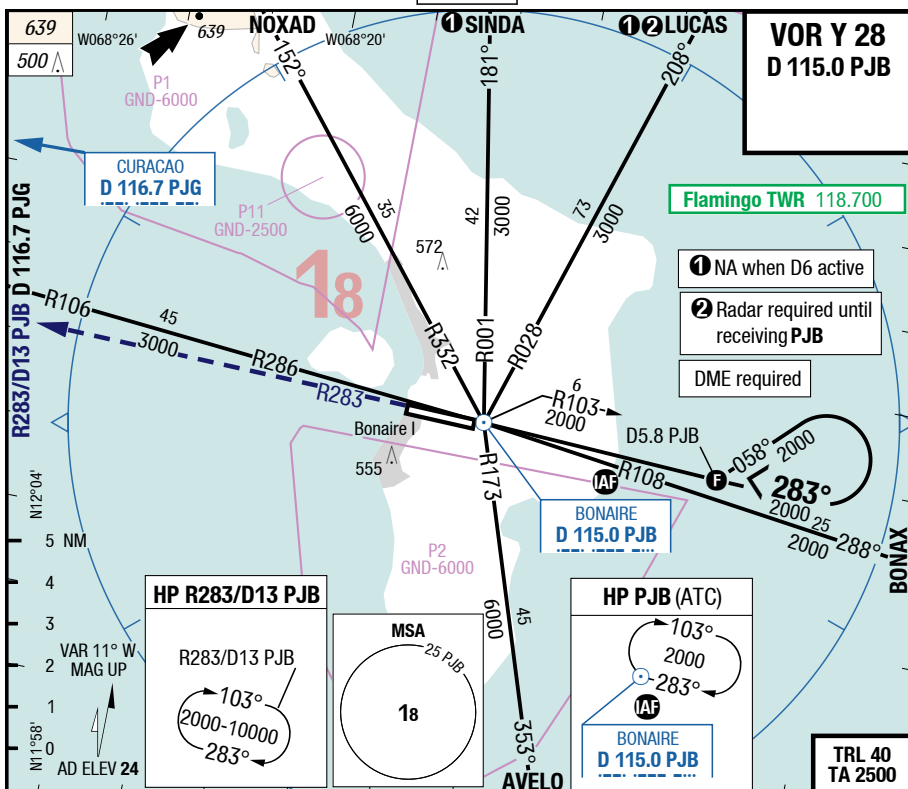 639
500
W068°26'
639
NOXAD
W068°20'
❶SINDA
❶❷LUCAS
VOR Y 28
D 115.0 PJB
152°
181°
208°
P1
GND-6000
CURACAO
D 116.7 PJG
P11
GND-2500
35
6000
42
3000
73
3000
Flamingo TWR 118.700
572
18
❶ NA when D6 active
❷ Radar required until
receiving PJB
DME required
R283/D13 PJB D 116.7 PJG
R106
45
3000
R286
R283
R332
R001
R028
6
R103
2000
Bonaire I
555
D5.8 PJB
F
058°
2000
283°
2000
R108
25
2000
288°
BONAX
IAF
R173
BONAIRE
D 115.0 PJB
N12°04'
5 NM
4
3
2
1
0
N11°58'
P2
GND-6000
6000
45
353°
AVELO
VAR 11° W
MAG UP
AD ELEV 24
HP R283/D13 PJB
R283/D13 PJB
103°
2000-10000
283°
MSA
25 PJB
18
HP PJB (ATC)
103°
2000
283°
IAF
BONAIRE
D 115.0 PJB
TRL 40
TA 2500